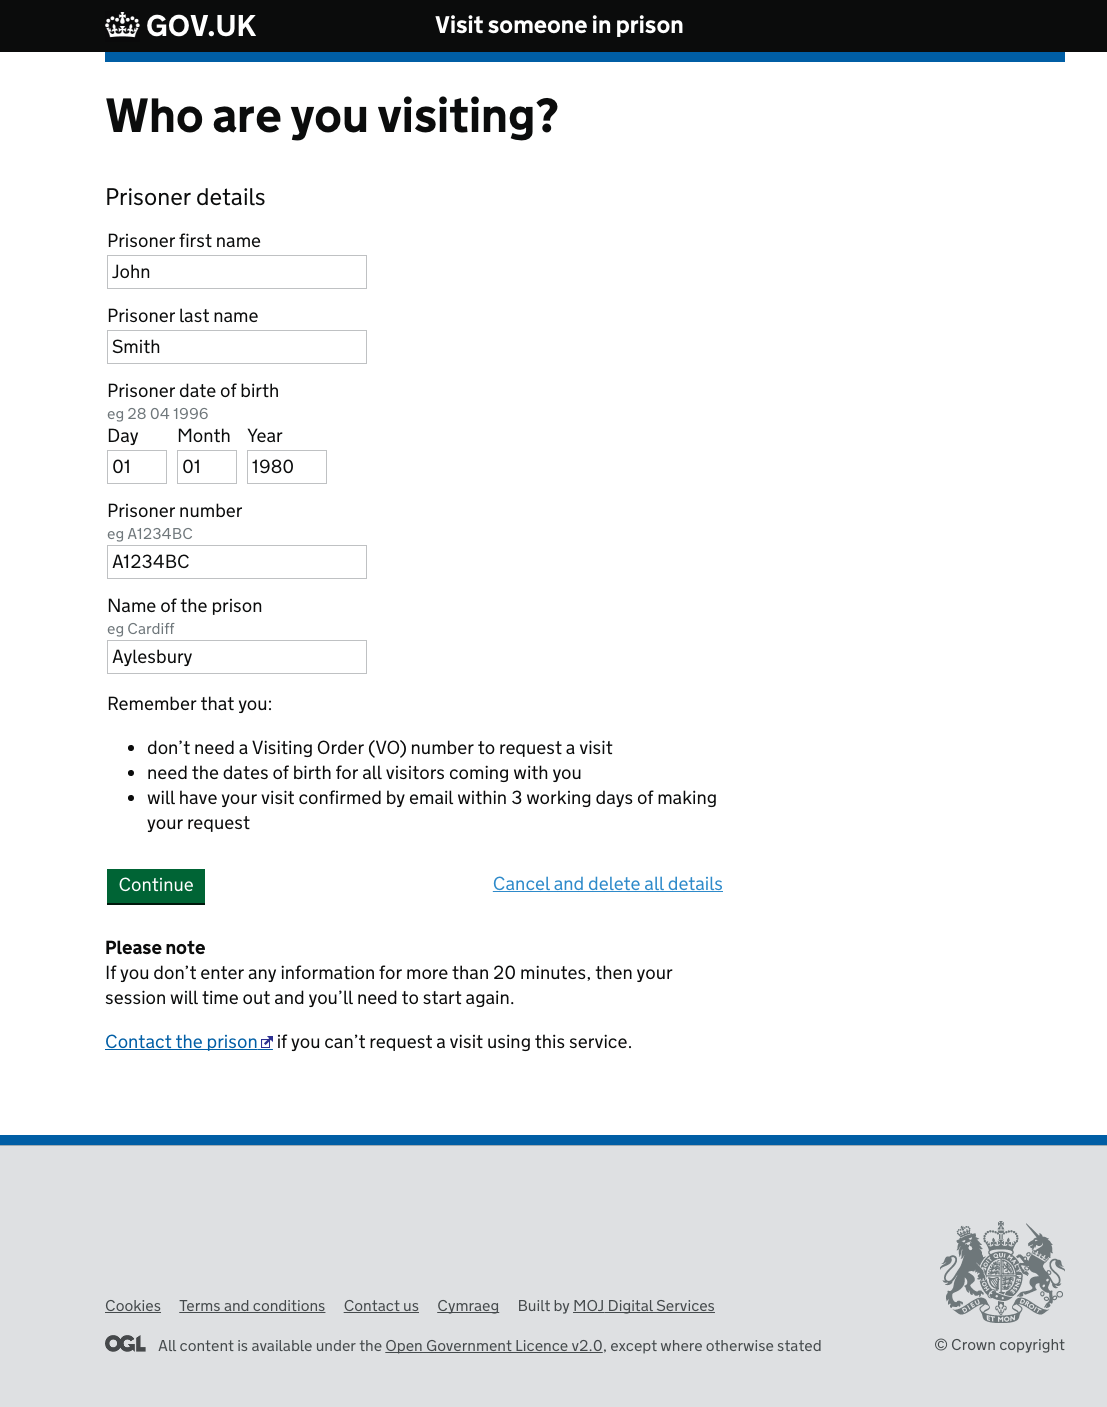 GOV.UK
Visit someone in prison
Who are you visiting?
Prisoner details
Prisoner first name
John
Prisoner last name
Smith
Prisoner date of birth
eg 28 04 1996
Day Month Year
01 01 1980
Prisoner number
eg A1234BC
A1234BC
Name of the prison
eg Cardiff
Aylesbury
Remember that you:
• don’t need a Visiting Order (VO) number to request a visit
• need the dates of birth for all visitors coming with you
• will have your visit confirmed by email within 3 working days of making
your request
Continue
Cancel and delete all details
Please note
If you don’t enter any information for more than 20 minutes, then your
session will time out and you’ll need to start again.
Contact the prison if you can’t request a visit using this service.
Cookies Terms and conditions Contact us Cymraeg Built by MOJ Digital Services
OGL All content is available under the Open Government Licence v2.0, except where otherwise stated
DIEU ET MON DROIT
© Crown copyright